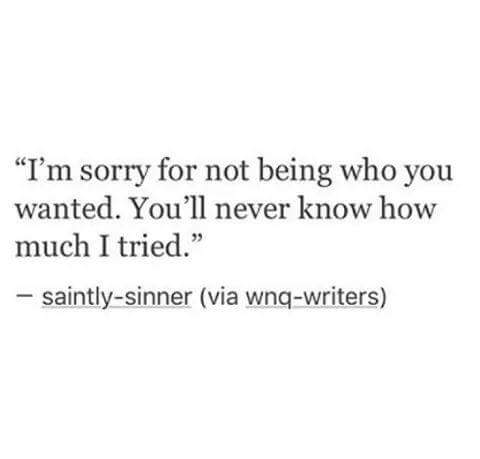 “I’m sorry for not being who you
wanted. You’ll never know how
much I tried.”
— saintly-sinner (via wnq-writers)